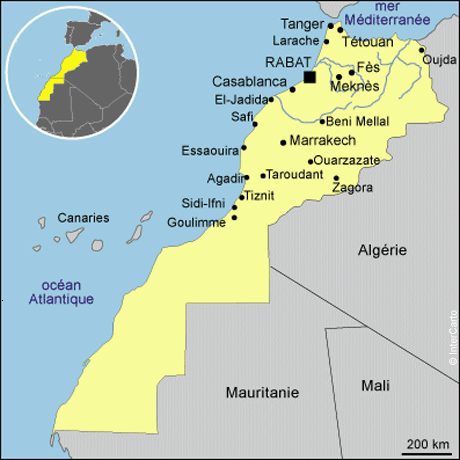 mer
Méditerranée
Tanger
Tétouan
Larache
Oujda
RABAT
Fès
Meknès
Casablanca
El-Jadida
Safi
Beni Mellal
Marrakech
Essaouira
Ouarzazate
Agadir
Taroudant
Zagora
Tiznit
Sidi-Ifni
Goulimme
Canaries
Algérie
océan
Atlantique
Mauritanie
Mali
© InterCarto
200 km